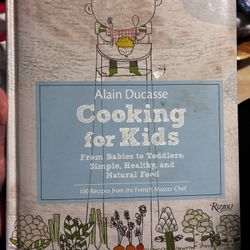 Alain Ducasse
Cooking
for Kids
From Babies to Toddlers:
Simple, Healthy, and
Natural Food
100 Recipes from the French Master Chef
Rizzoli